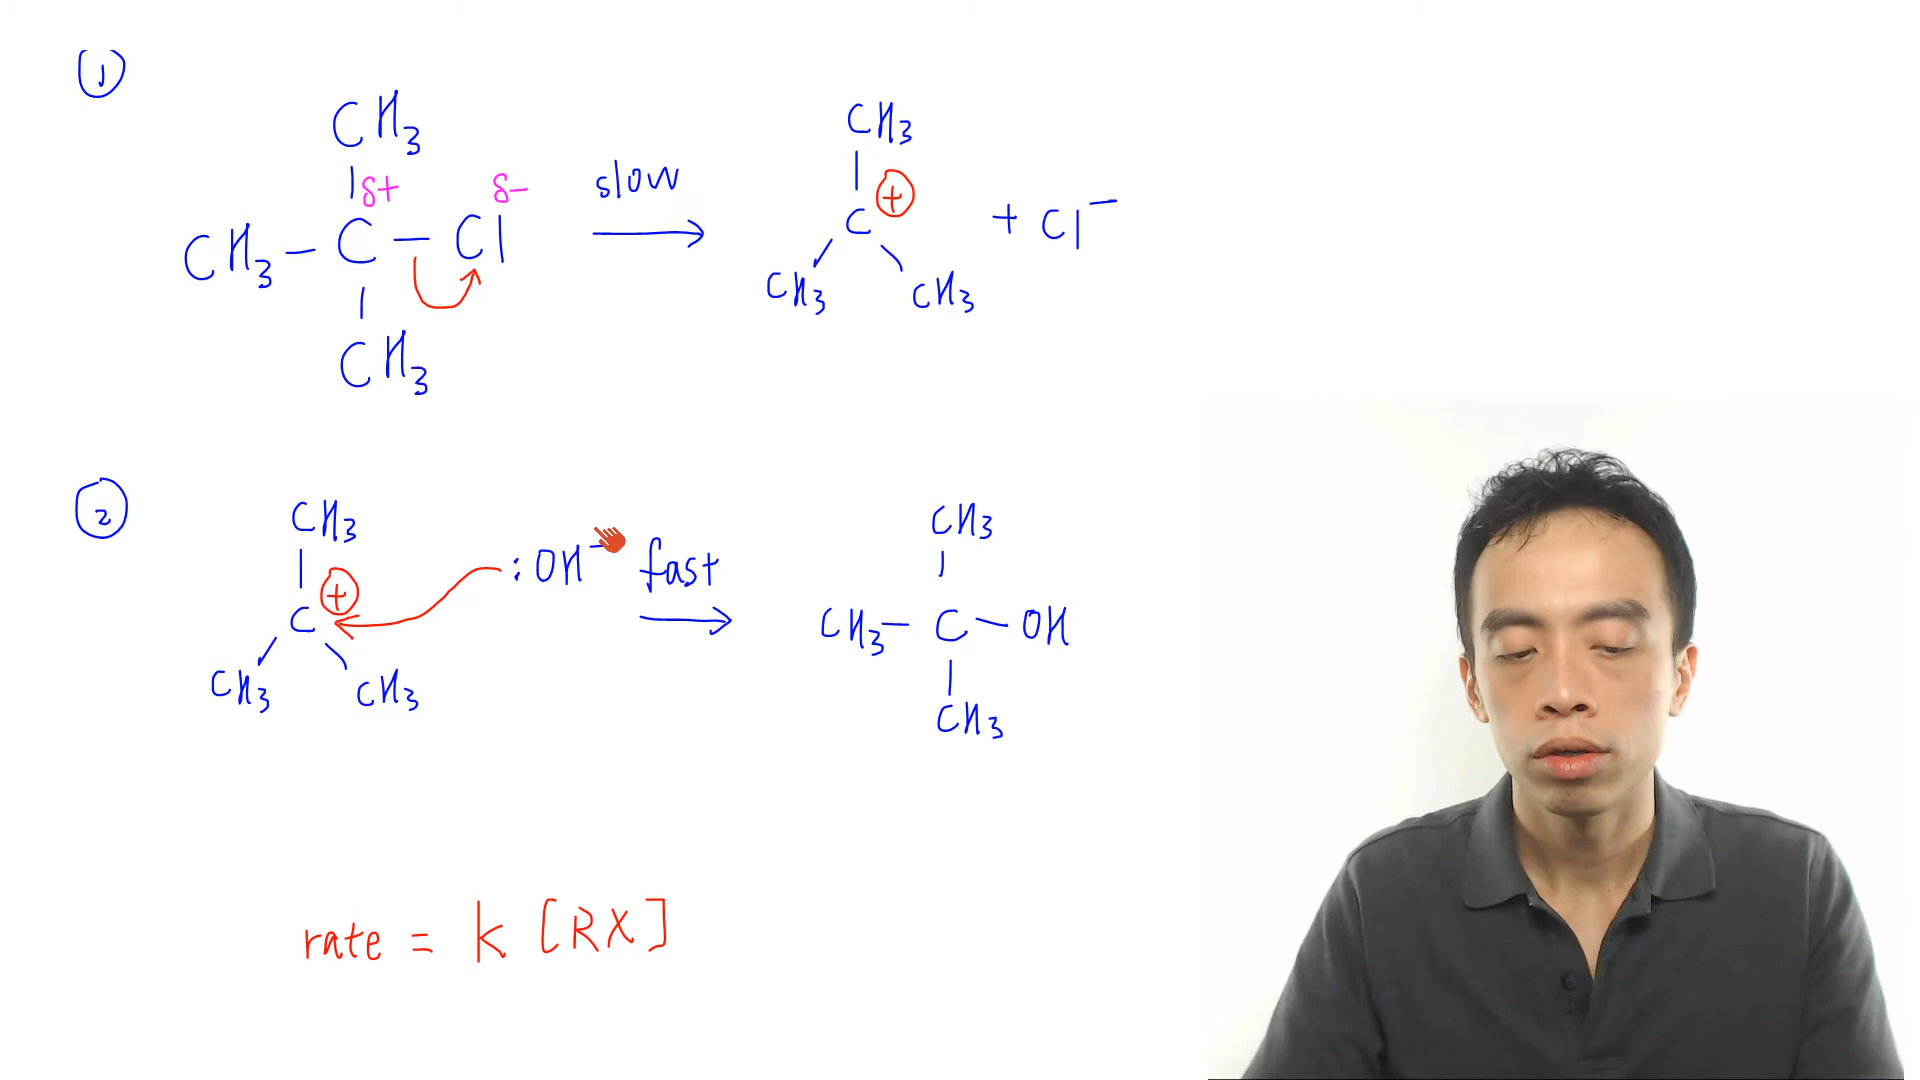 ①
CH₃
δ+ δ-
CH₃ - C - Cl
CH₃
slow
CH₃
C ⊕ + Cl⁻
CH₃ CH₃
②
CH₃
C ⊕
CH₃ CH₃
:OH⁻ fast
CH₃
CH₃ - C - OH
CH₃
rate = k [RX]